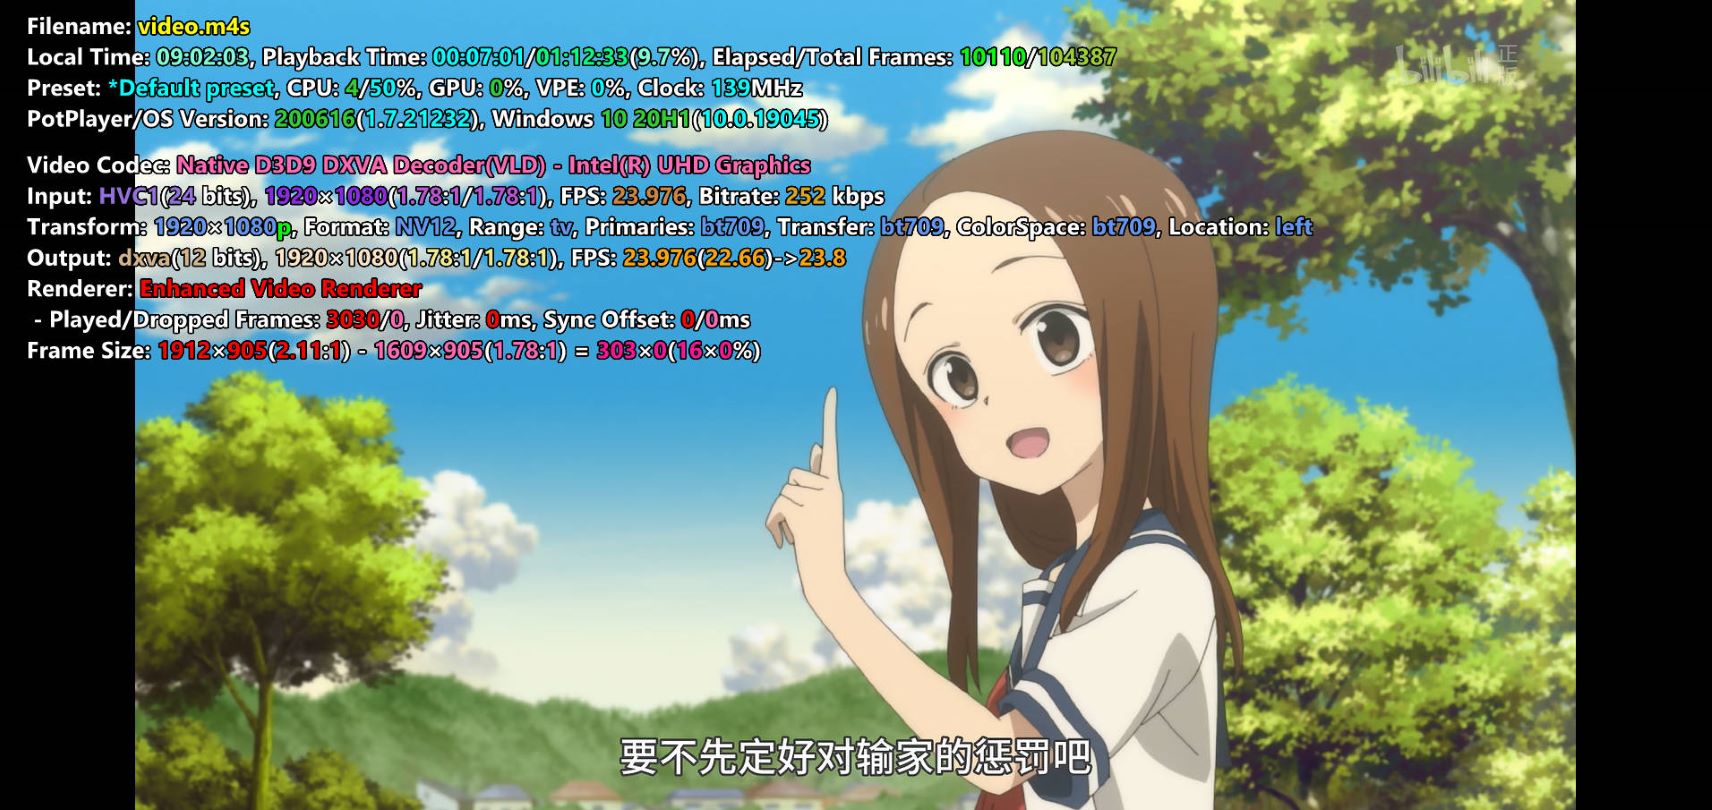 Filename: video.m4s
Local Time: 09:02:03, Playback Time: 00:07:01/01:12:33(9.7%), Elapsed/Total Frames: 10110/104387
Preset: *Default preset, CPU: 4/50%, GPU: 0%, VPE: 0%, Clock: 139MHz
PotPlayer/OS Version: 200616(1.7.21232), Windows 10 20H1(10.0.19045)
Video Codec: Native D3D9 DXVA Decoder(VLD) - Intel(R) UHD Graphics
Input: HVC1(24 bits), 1920×1080(1.78:1/1.78:1), FPS: 23.976, Bitrate: 252 kbps
Transform: 1920×1080p, Format: NV12, Range: tv, Primaries: bt709, Transfer: bt709, ColorSpace: bt709, Location: left
Output: dxva(12 bits), 1920×1080(1.78:1/1.78:1), FPS: 23.976(22.66)->23.8
Renderer: Enhanced Video Renderer
- Played/Dropped Frames: 3030/0, Jitter: 0ms, Sync Offset: 0/0ms
Frame Size: 1912×905(2.11:1) - 1609×905(1.78:1) = 303×0(16×0%)
bilibili 正版
要不先定好对输家的惩罚吧